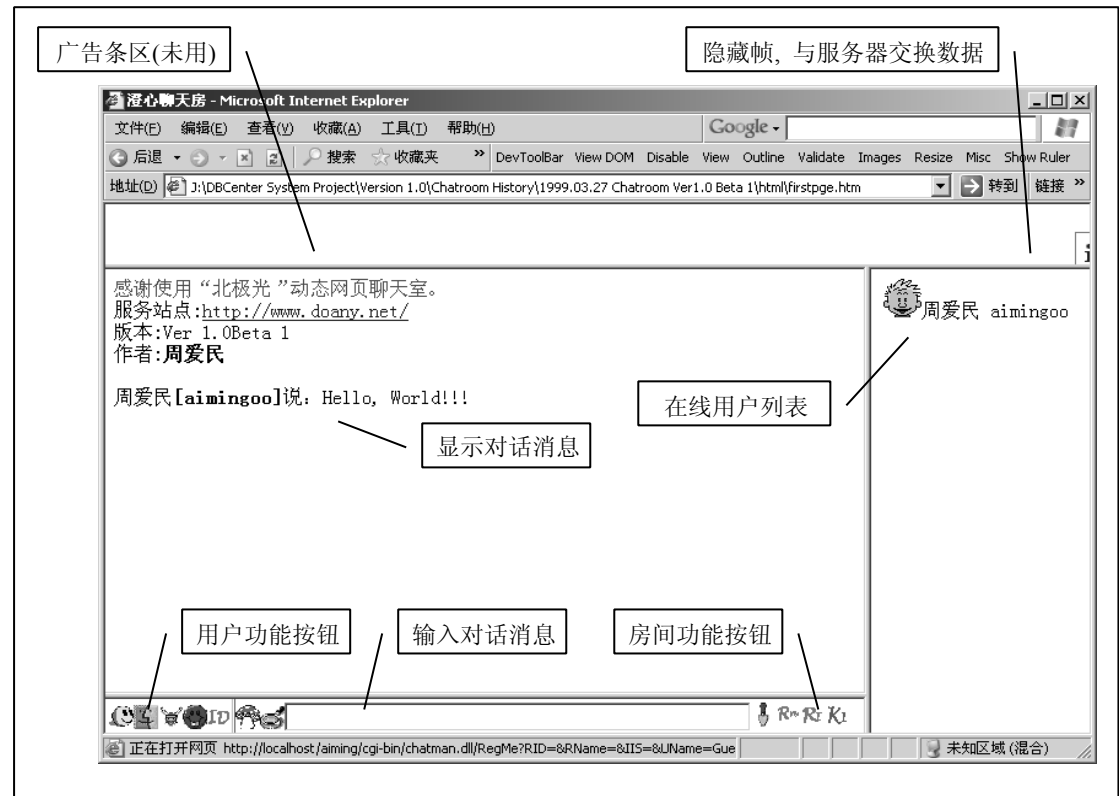 广告条区(未用)
隐藏帧, 与服务器交换数据
澄心聊天房 - Microsoft Internet Explorer
文件(F) 编辑(E) 查看(V) 收藏(A) 工具(T) 帮助(H) Google
后退 搜索 收藏夹 » DevToolBar View DOM Disable View Outline Validate Images Resize Misc Show Ruler
地址(D) J:\DBCenter System Project\Version 1.0\Chatroom History\1999.03.27 Chatroom Ver1.0 Beta 1\html\firstpge.htm 转到 链接 »
感谢使用“北极光”动态网页聊天室。
服务站点:http://www.doany.net/
版本:Ver 1.0Beta 1
作者:周爱民
周爱民 aimingoo
周爱民[aimingoo]说: Hello, World!!!
在线用户列表
显示对话消息
用户功能按钮
输入对话消息
房间功能按钮
ID
正在打开网页 http://localhost/aiming/cgi-bin/chatman.dll/RegMe?RID=&RName=&IIS=&UName=Gue 未知区域 (混合)